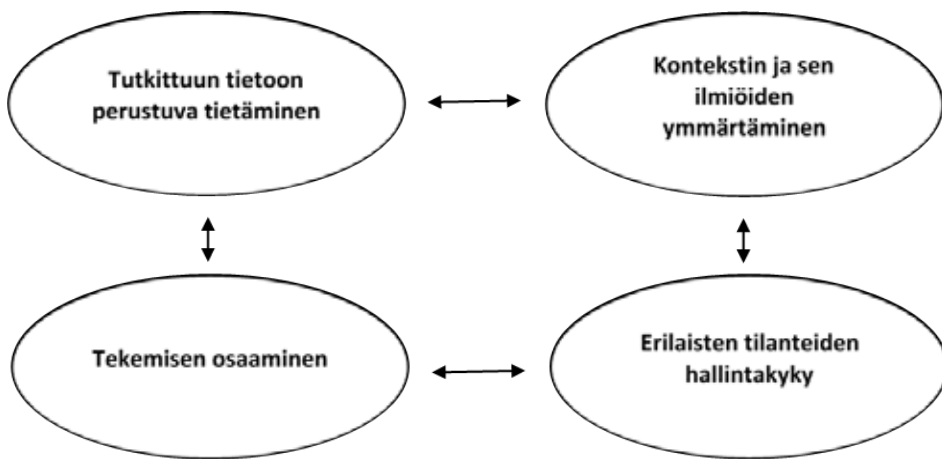 Tutkittuun tietoon
perustuva tietäminen
Kontekstin ja sen
ilmiöiden
ymmärtäminen
Tekemisen osaaminen
Erilaisten tilanteiden
hallintakyky